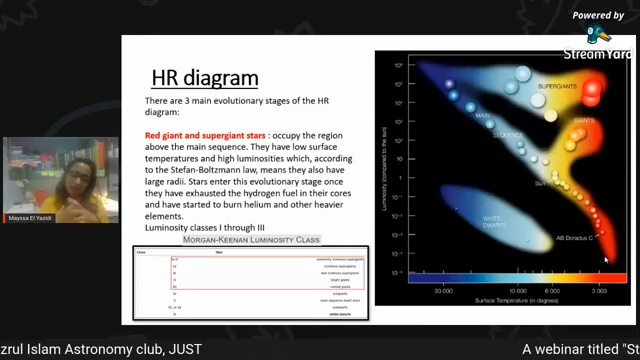 Powered by
StreamYard
HR diagram
There are 3 main evolutionary stages of the HR
diagram:
Red giant and supergiant stars : occupy the region
above the main sequence. They have low surface
temperatures and high luminosities which, according
to the Stefan-Boltzmann law, means they also have
large radii. Stars enter this evolutionary stage once
they have exhausted the hydrogen fuel in their cores
and have started to burn helium and other heavier
elements.
Luminosity classes I through III
MORGAN-KEENAN LUMINOSITY CLASS
Class Star
luminous supergiants
less luminous supergiants
bright giants
normal giants
subgiants
main sequence dwarf stars
subdwarfs
white dwarfs
Luminosity (compared to the sun)
SUPERGIANTS
GIANTS
MAIN
SEQUENCE
Sun
WHITE
DWARFS
AB Doradus C
30 000
10 000
6 000
3 000
Surface Temperature (in degrees)
Mayssa El Yazidi
zrul Islam Astronomy club, JUST
A webinar titled "St